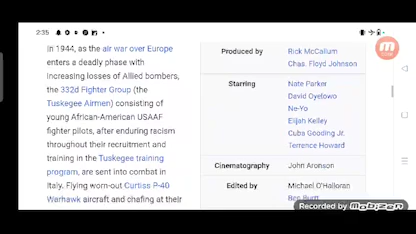 2:35
In 1944, as the air war over Europe
enters a deadly phase with
increasing losses of Allied bombers,
the 332d Fighter Group (the
Tuskegee Airmen) consisting of
young African-American USAAF
fighter pilots, after enduring racism
throughout their recruitment and
training in the Tuskegee training
program, are sent into combat in
Italy. Flying worn-out Curtiss P-40
Warhawk aircraft and chafing at their
Produced by
Rick McCallum
Chas. Floyd Johnson
Starring
Nate Parker
David Oyelowo
Ne-Yo
Elijah Kelley
Cuba Gooding Jr.
Terrence Howard
Cinematography
John Aronson
Edited by
Michael O'Halloran
Ben Burtt
Recorded by Mobizen